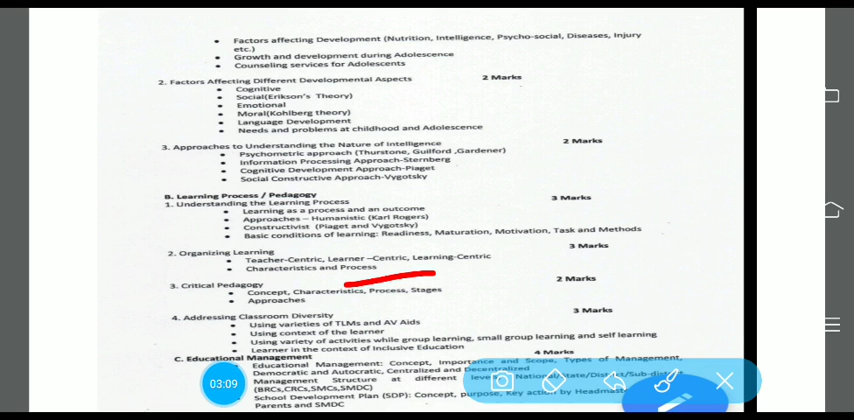 • Factors affecting Development (Nutrition, Intelligence, Psycho-social, Diseases, Injury
etc.)
• Growth and development during Adolescence
• Counseling services for Adolescents
2. Factors Affecting Different Developmental Aspects 2 Marks
• Cognitive
• Social(Erikson's Theory)
• Emotional
• Moral(Kohlberg theory)
• Language Development
• Needs and problems at childhood and Adolescence
3. Approaches to Understanding the Nature of Intelligence 2 Marks
• Psychometric approach (Thurstone, Guilford ,Gardener)
• Information Processing Approach-Sternberg
• Cognitive Development Approach-Piaget
• Social Constructive Approach-Vygotsky
B. Learning Process / Pedagogy
1. Understanding the Learning Process 3 Marks
• Learning as a process and an outcome
• Approaches – Humanistic (Karl Rogers)
• Constructivist (Piaget and Vygotsky)
• Basic conditions of learning: Readiness, Maturation, Motivation, Task and Methods
2. Organizing Learning 3 Marks
• Teacher-Centric, Learner –Centric, Learning-Centric
• Characteristics and Process
3. Critical Pedagogy 2 Marks
• Concept, Characteristics, Process, Stages
• Approaches
4. Addressing Classroom Diversity 3 Marks
• Using varieties of TLMs and AV Aids
• Using context of the learner
• Using variety of activities while group learning, small group learning and self learning
• Learner in the context of Inclusive Education
C. Educational Management 4 Marks
Educational Management: Concept, Importance and Scope, Types of Management,
Democratic and Autocratic, Centralized and Decentralized
Management Structure at different National/State/District/Sub-
(BRCs,CRCs,SMCs,SMDC)
School Development Plan (SDP): Concept, purpose, Key action by
Parents and SMDC
03:09